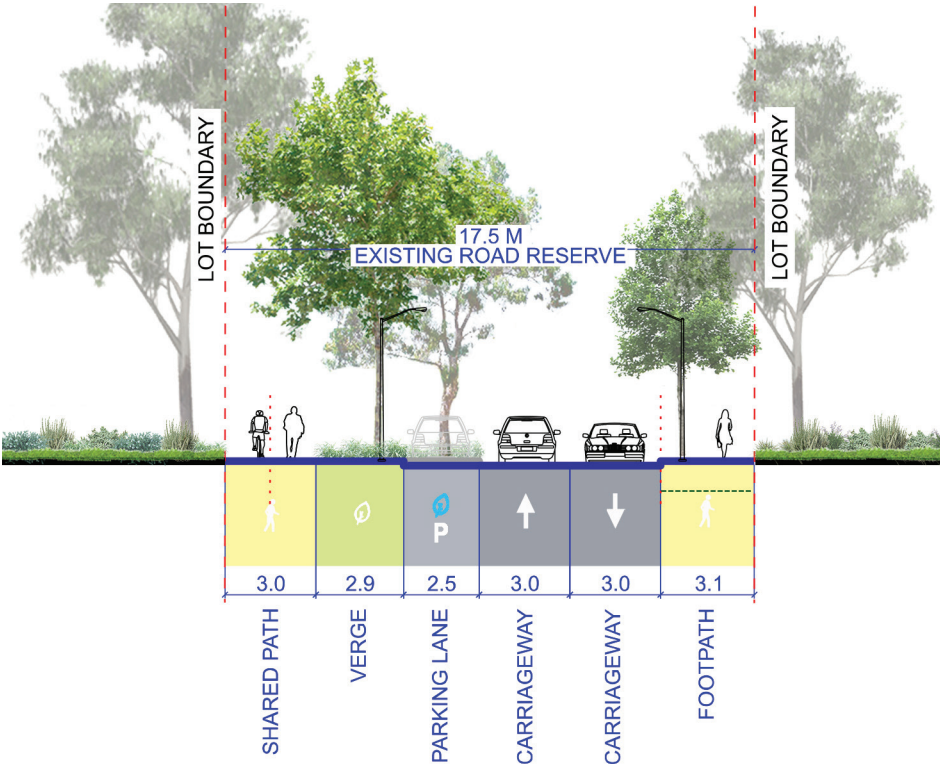 LOT BOUNDARY
17.5 M
EXISTING ROAD RESERVE
LOT BOUNDARY
P
3.0
2.9
2.5
3.0
3.0
3.1
SHARED PATH
VERGE
PARKING LANE
CARRIAGEWAY
CARRIAGEWAY
FOOTPATH